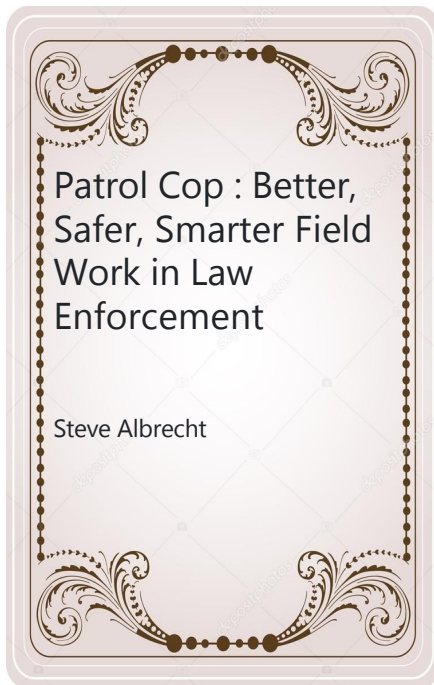 Patrol Cop : Better,
Safer, Smarter Field
Work in Law
Enforcement
Steve Albrecht